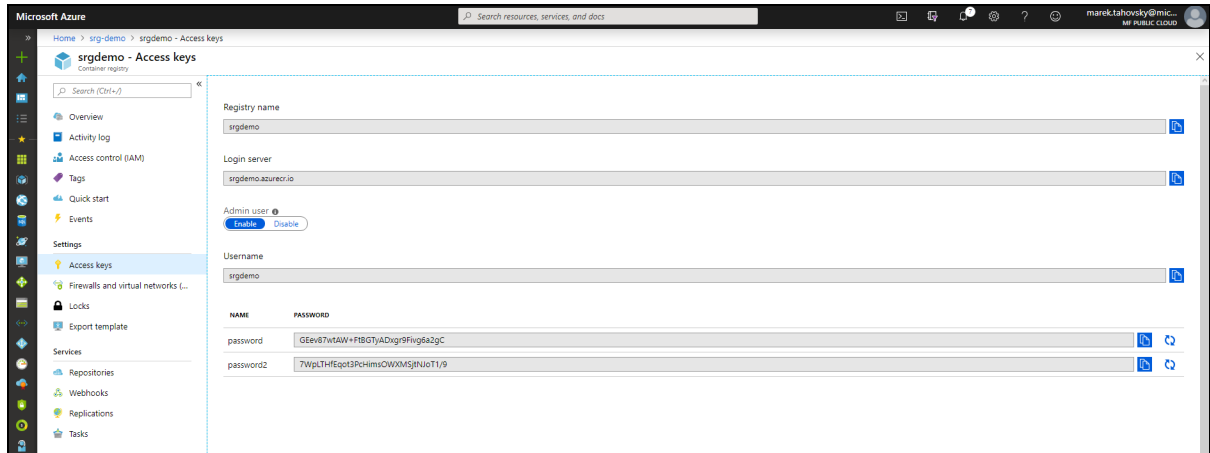 Microsoft Azure
Search resources, services, and docs
7
marek.tahovsky@mic...
MF PUBLIC CLOUD
Home > srg-demo > srgdemo - Access keys
srgdemo - Access keys
Container registry
Search (Ctrl+/)
Overview
Activity log
Access control (IAM)
Tags
Quick start
Events
Settings
Access keys
Firewalls and virtual networks (...
Locks
Export template
Services
Repositories
Webhooks
Replications
Tasks
Registry name
srgdemo
Login server
srgdemo.azurecr.io
Admin user
Enable Disable
Username
srgdemo
NAME PASSWORD
password GEev87wtAW+FtBGTyADxgr9Fivg6a2gC
password2 7WpLTHfEqot3PcHimsOWXMSjtNJoT1/9